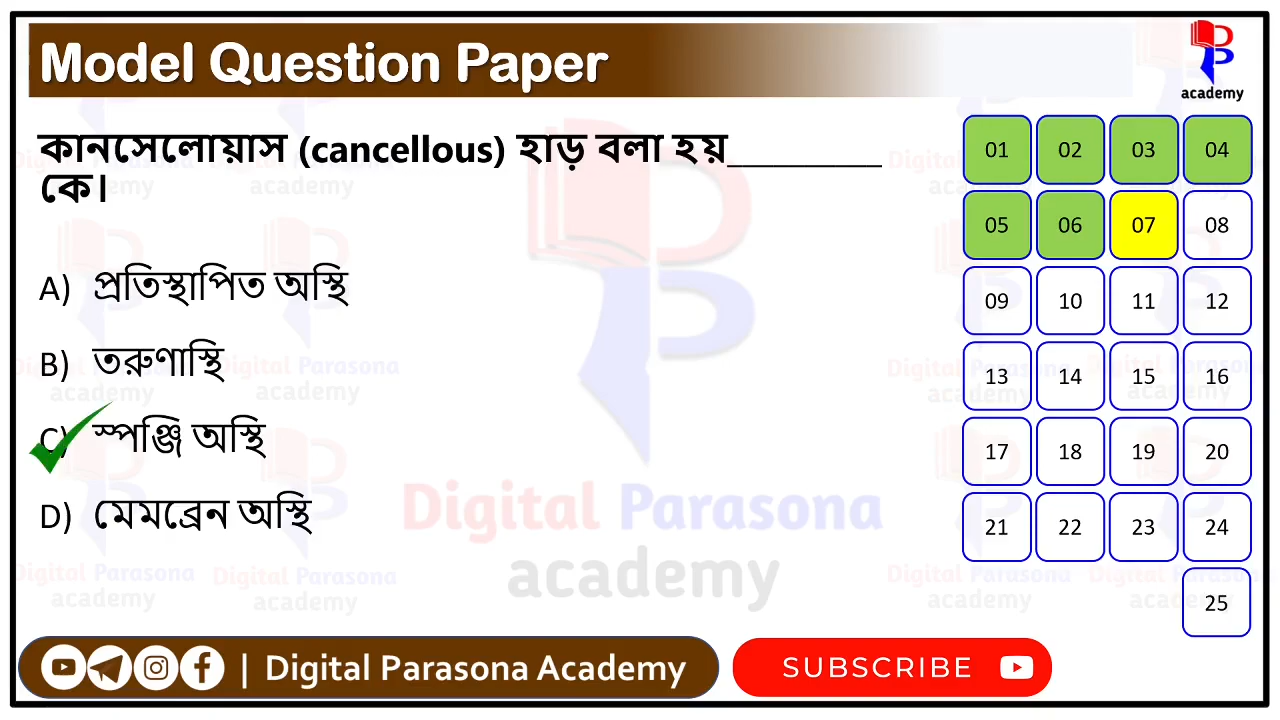 Model Question Paper
academy
কানসেলোয়াস (cancellous) হাড় বলা হয়__________
কে।
A) প্রতিস্থাপিত অস্থি
B) তরুণাস্থি
C) স্পঞ্জি অস্থি
D) মেমব্রেন অস্থি
01 02 03 04
05 06 07 08
09 10 11 12
13 14 15 16
17 18 19 20
21 22 23 24
25
Digital Parasona
academy
| Digital Parasona Academy
SUBSCRIBE